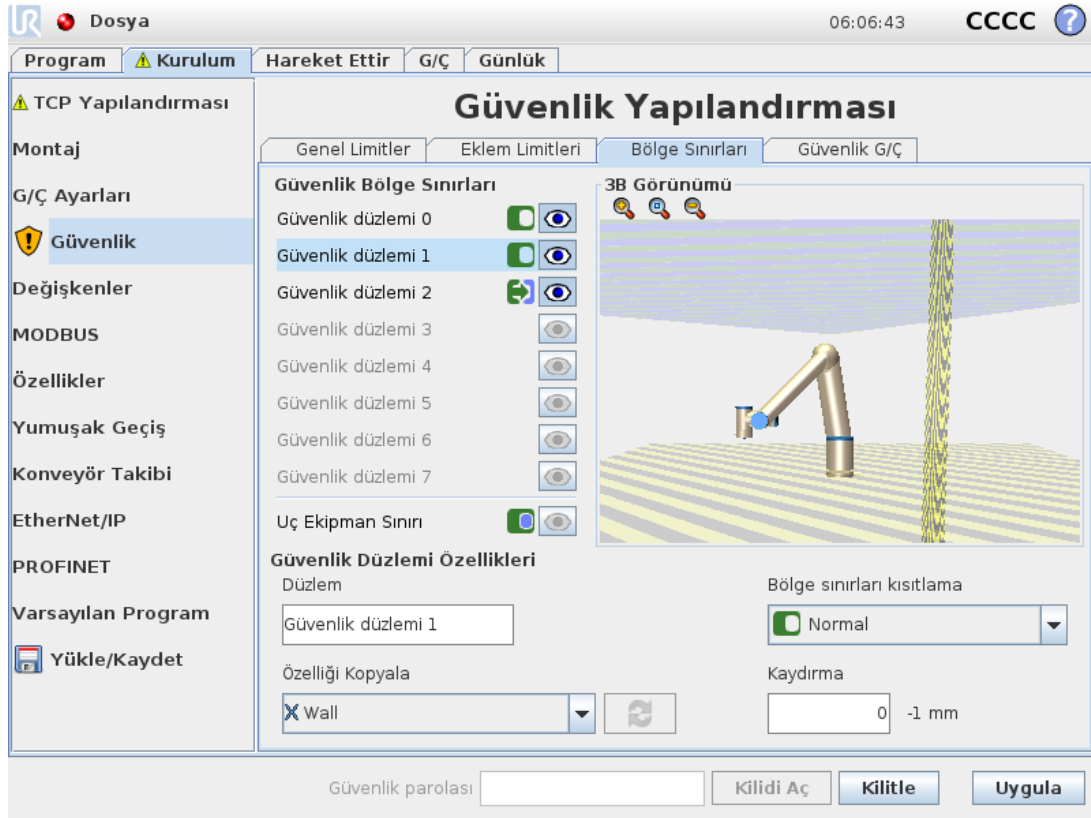 UR Dosya 06:06:43 CCCC ?
Program Kurulum Hareket Ettir G/Ç Günlük
TCP Yapılandırması
Montaj
G/Ç Ayarları
Güvenlik
Değişkenler
MODBUS
Özellikler
Yumuşak Geçiş
Konveyör Takibi
EtherNet/IP
PROFINET
Varsayılan Program
Yükle/Kaydet
Güvenlik Yapılandırması
Genel Limitler Eklem Limitleri Bölge Sınırları Güvenlik G/Ç
Güvenlik Bölge Sınırları
Güvenlik düzlemi 0
Güvenlik düzlemi 1
Güvenlik düzlemi 2
Güvenlik düzlemi 3
Güvenlik düzlemi 4
Güvenlik düzlemi 5
Güvenlik düzlemi 6
Güvenlik düzlemi 7
Uç Ekipman Sınırı
3B Görünümü
Güvenlik Düzlemi Özellikleri
Düzlem
Güvenlik düzlemi 1
Bölge sınırları kısıtlama
Normal
Özelliği Kopyala
Wall
Kaydırma
0 -1 mm
Güvenlik parolası Kilidi Aç Kilitle Uygula